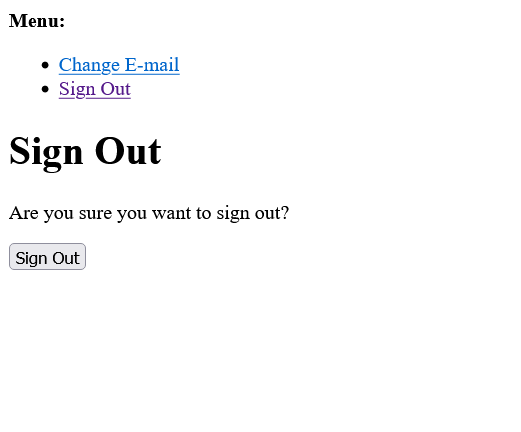 Menu:
Change E-mail
Sign Out
Sign Out
Are you sure you want to sign out?
Sign Out